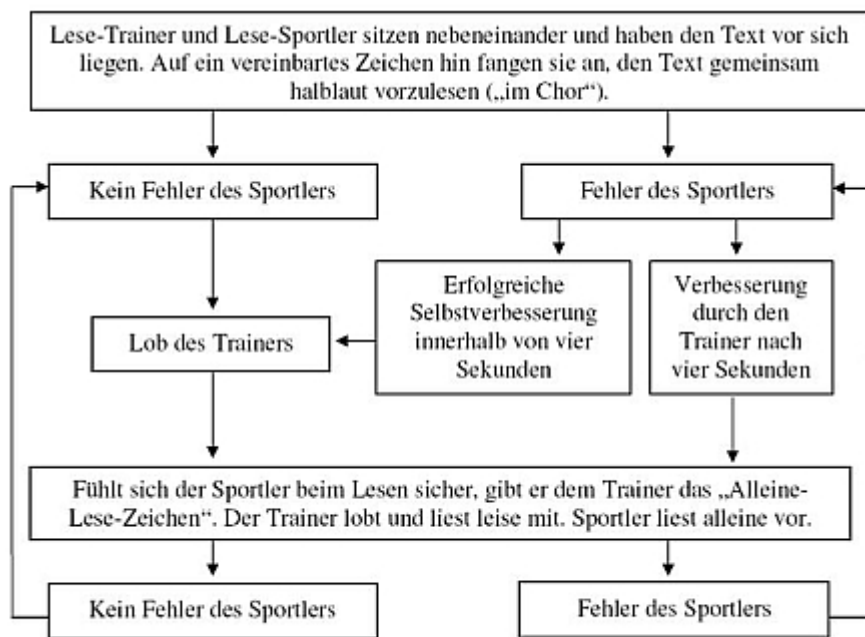 Lese-Trainer und Lese-Sportler sitzen nebeneinander und haben den Text vor sich
liegen. Auf ein vereinbartes Zeichen hin fangen sie an, den Text gemeinsam
halblaut vorzulesen („im Chor“).
Kein Fehler des Sportlers
Fehler des Sportlers
Lob des Trainers
Erfolgreiche
Selbstverbesserung
innerhalb von vier
Sekunden
Verbesserung
durch den
Trainer nach
vier Sekunden
Fühlt sich der Sportler beim Lesen sicher, gibt er dem Trainer das „Alleine-
Lese-Zeichen“. Der Trainer lobt und liest leise mit. Sportler liest alleine vor.
Kein Fehler des Sportlers
Fehler des Sportlers